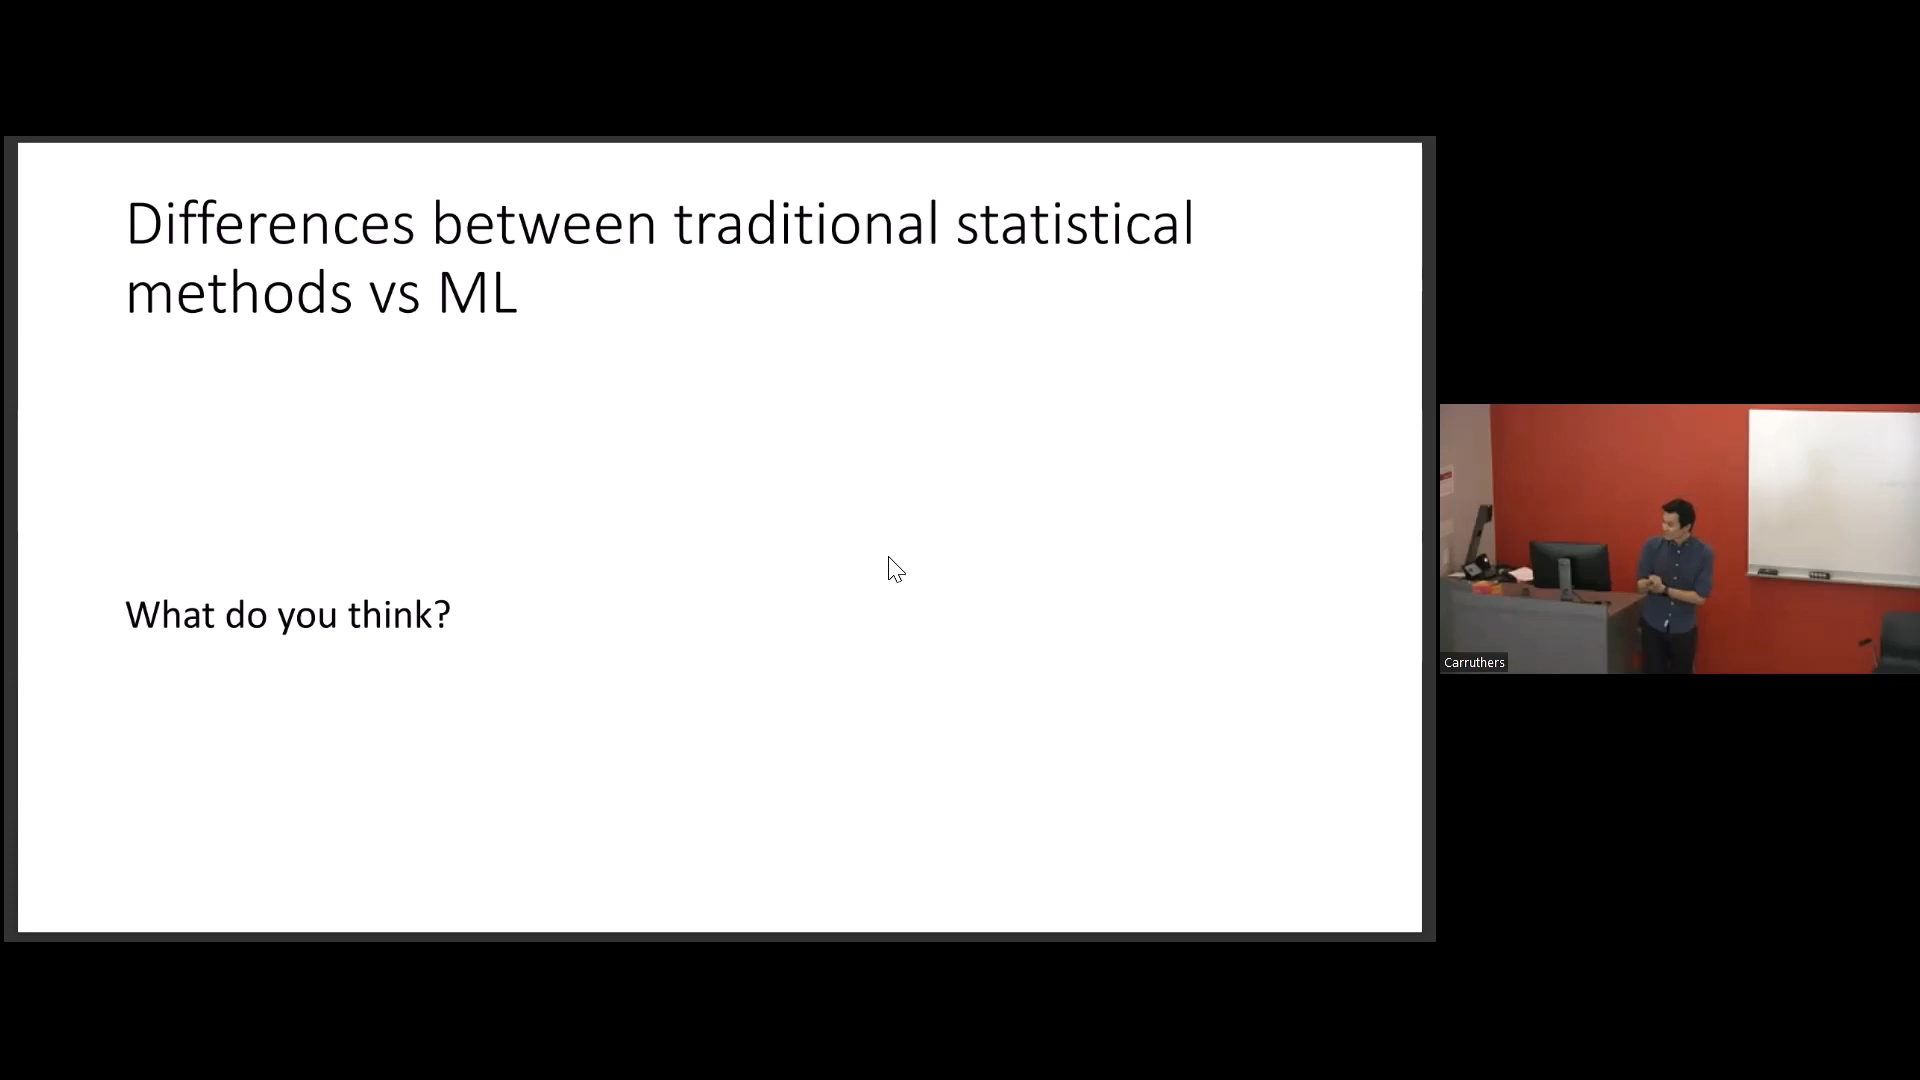 Differences between traditional statistical
methods vs ML
What do you think?
Carruthers